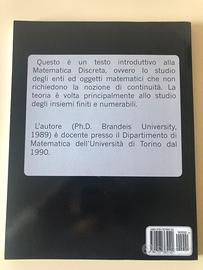 Questo è un testo introduttivo alla
Matematica Discreta, ovvero lo studio
degli enti ed oggetti matematici che non
richiedono la nozione di continuità. La
teoria è volta principalmente allo studio
degli insiemi finiti e numerabili.
L'autore (Ph.D. Brandeis University,
1989) è docente presso il Dipartimento di
Matematica dell'Università di Torino dal
1990.